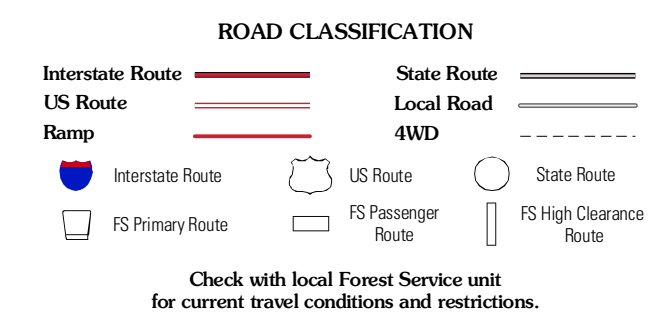 ROAD CLASSIFICATION
Interstate Route
State Route
US Route
Local Road
Ramp
4WD
Interstate Route
US Route
State Route
FS Primary Route
FS Passenger
Route
FS High Clearance
Route
Check with local Forest Service unit
for current travel conditions and restrictions.